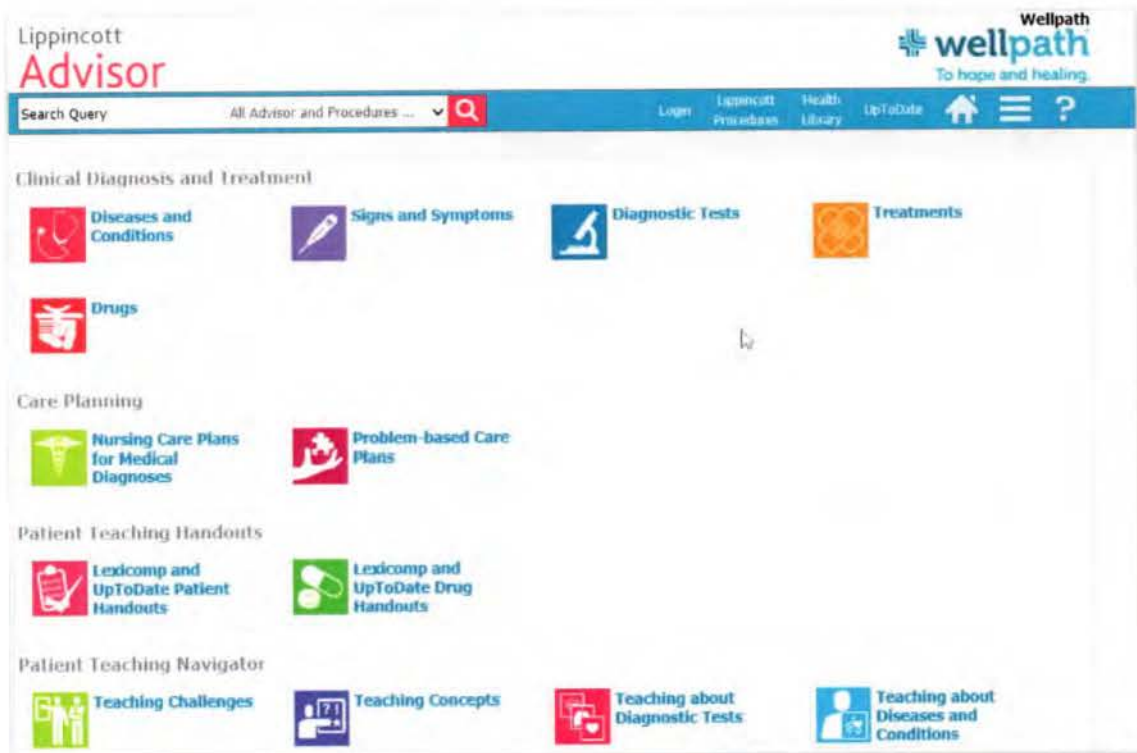 Lippincott
Advisor
Wellpath
wellpath
To hope and healing.
Search Query All Advisor and Procedures ...
Login Lippincott Procedures Health Library UpToDate ?
Clinical Diagnosis and Treatment
Diseases and
Conditions
Signs and Symptoms
Diagnostic Tests
Treatments
Drugs
Care Planning
Nursing Care Plans
for Medical
Diagnoses
Problem-based Care
Plans
Patient Teaching Handouts
Lexicomp and
UpToDate Patient
Handouts
Lexicomp and
UpToDate Drug
Handouts
Patient Teaching Navigator
Teaching Challenges
Teaching Concepts
Teaching about
Diagnostic Tests
Teaching about
Diseases and
Conditions